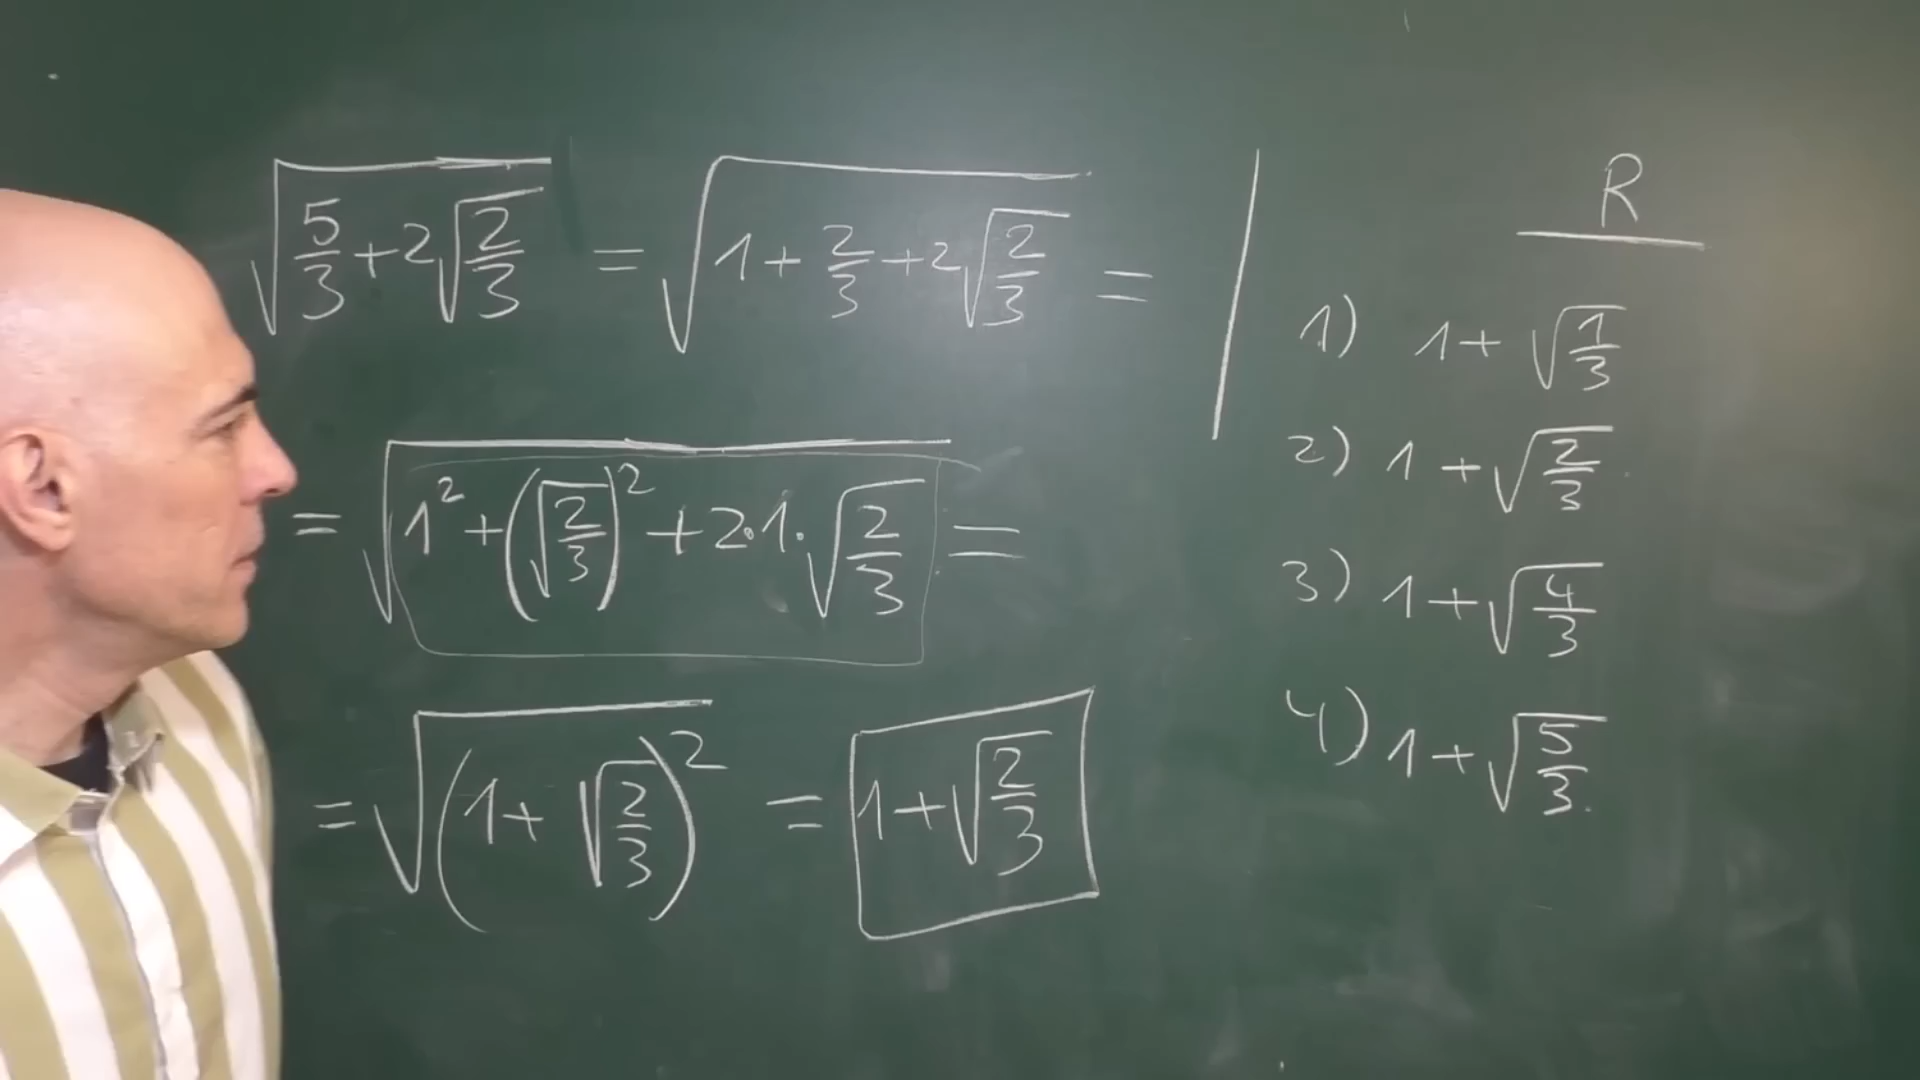 √(5/3 + 2√(2/3)) = √(1 + 2/3 + 2√(2/3)) =
= √(1² + (√(2/3))² + 2·1·√(2/3)) =
= √((1 + √(2/3))²) = 1 + √(2/3)
R
1) 1 + √(1/3)
2) 1 + √(2/3)
3) 1 + √(4/3)
4) 1 + √(5/3)